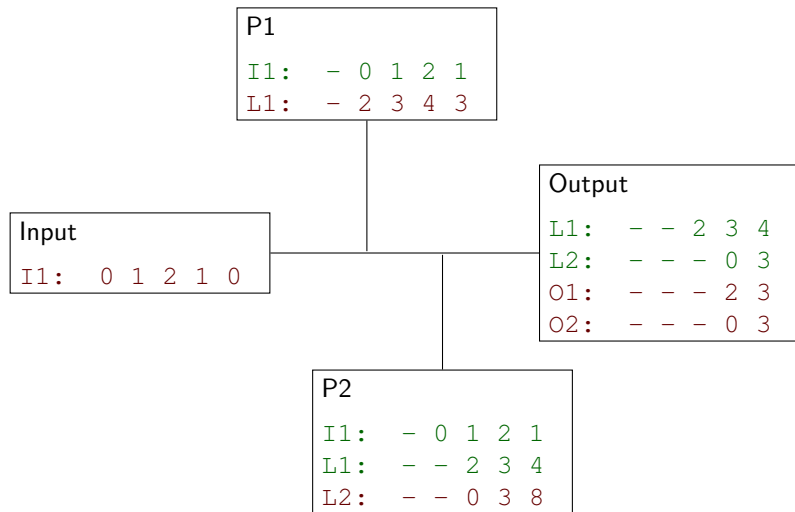 P1
I1: - 0 1 2 1
L1: - 2 3 4 3
Input
I1: 0 1 2 1 0
Output
L1: - - 2 3 4
L2: - - - 0 3
O1: - - - 2 3
O2: - - - 0 3
P2
I1: - 0 1 2 1
L1: - - 2 3 4
L2: - - 0 3 8